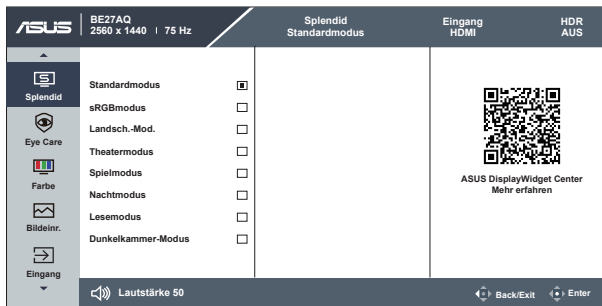 ASUS
BE27AQ
2560 x 1440 | 75 Hz
Splendid
Standardmodus
Eingang
HDMI
HDR
AUS
Splendid
Eye Care
Farbe
Bildeinr.
Eingang
Standardmodus
sRGBmodus
Landsch.-Mod.
Theatermodus
Spielmodus
Nachtmodus
Lesemodus
Dunkelkammer-Modus
ASUS DisplayWidget Center
Mehr erfahren
Lautstärke 50
Back/Exit
Enter